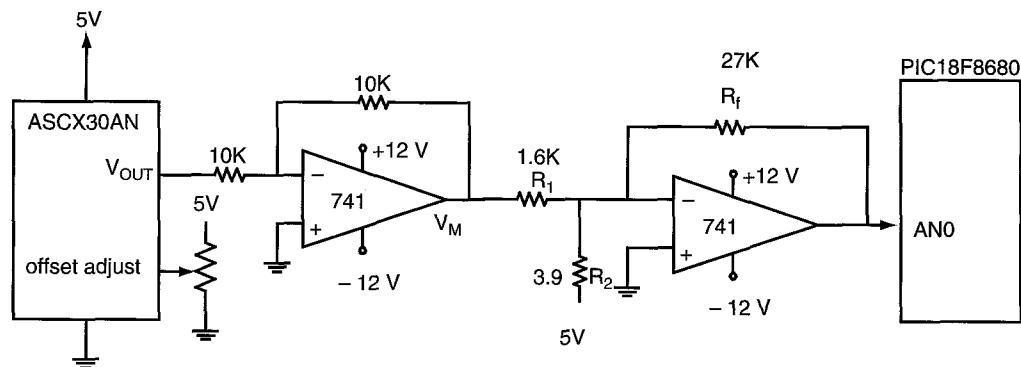 5V
ASCX30AN
V_OUT
5V
offset adjust
10K
10K
+12 V
−
741
+
− 12 V
V_M
1.6K
R_1
3.9 R_2
5V
27K
R_f
+12 V
−
741
+
− 12 V
PIC18F8680
AN0